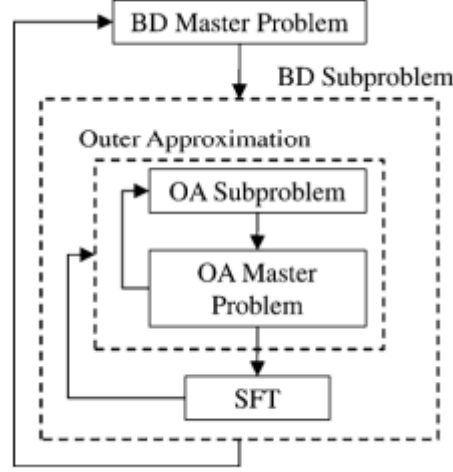 BD Master Problem
BD Subproblem
Outer Approximation
OA Subproblem
OA Master
Problem
SFT